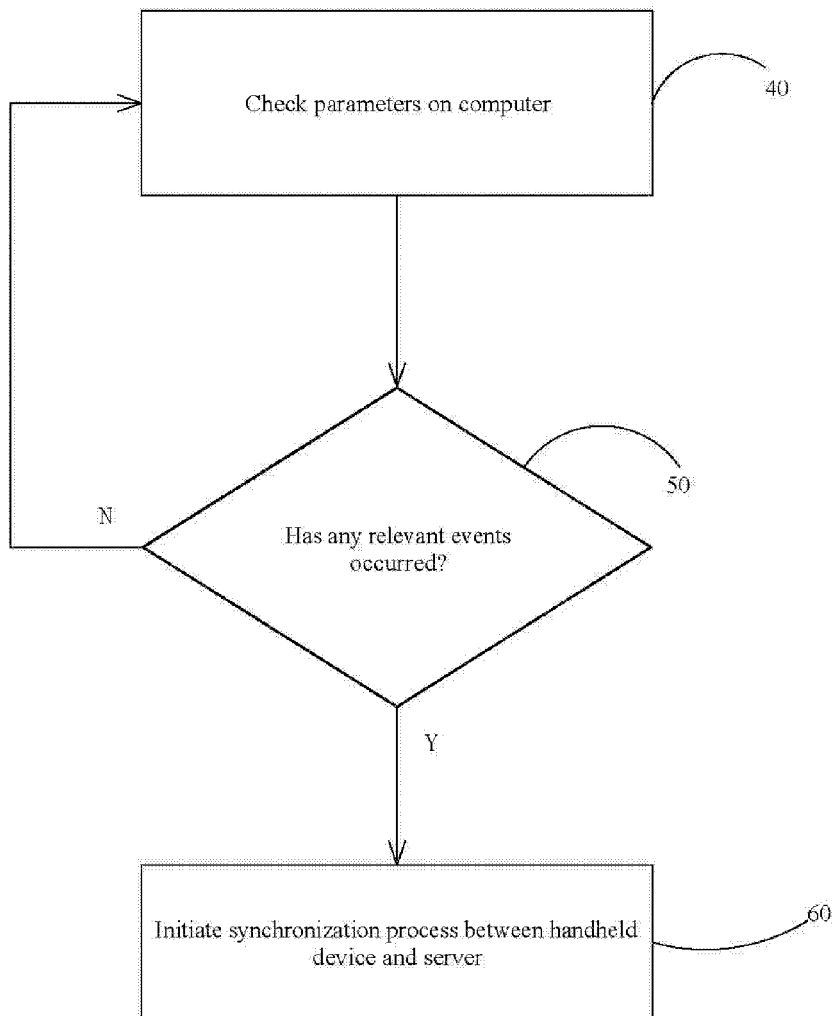 Check parameters on computer
40
50
N
Has any relevant events
occurred?
Y
60
Initiate synchronization process between handheld
device and server